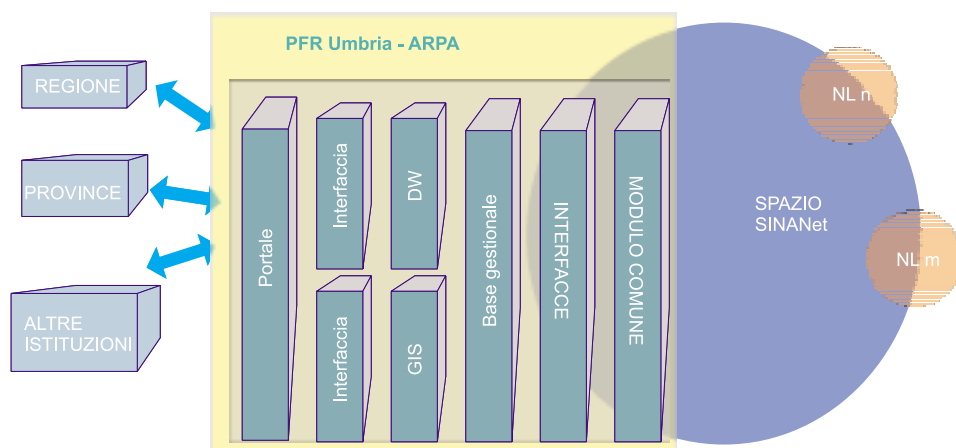 PFR Umbria - ARPA
REGIONE
PROVINCE
ALTRE
ISTITUZIONI
Portale
Interfaccia
DW
Interfaccia
GIS
Base gestionale
INTERFACCE
MODULO COMUNE
SPAZIO
SINANet
NL n
NL m